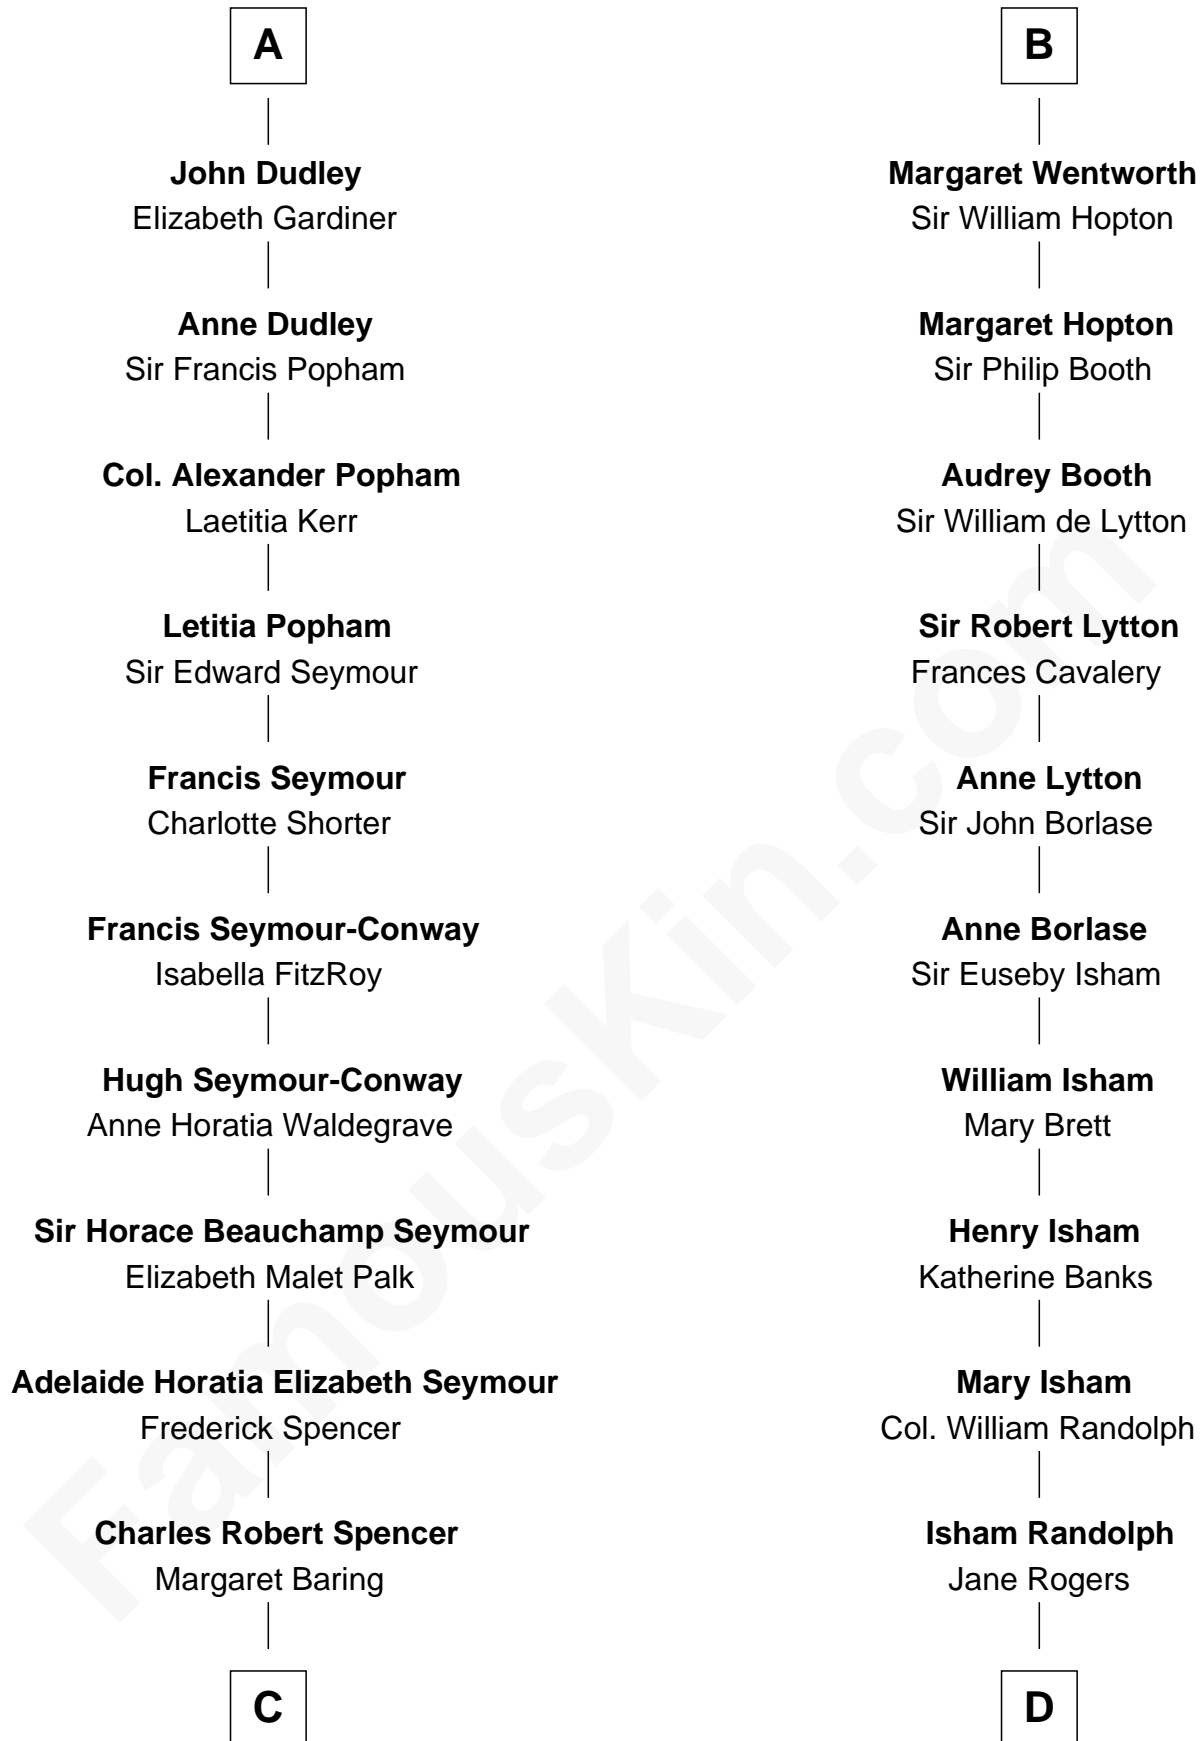 A
John Dudley
Elizabeth Gardiner
Anne Dudley
Sir Francis Popham
Col. Alexander Popham
Laetitia Kerr
Letitia Popham
Sir Edward Seymour
Francis Seymour
Charlotte Shorter
Francis Seymour-Conway
Isabella FitzRoy
Hugh Seymour-Conway
Anne Horatia Waldegrave
Sir Horace Beauchamp Seymour
Elizabeth Malet Palk
Adelaide Horatia Elizabeth Seymour
Frederick Spencer
Charles Robert Spencer
Margaret Baring
C
B
Margaret Wentworth
Sir William Hopton
Margaret Hopton
Sir Philip Booth
Audrey Booth
Sir William de Lytton
Sir Robert Lytton
Frances Cavalery
Anne Lytton
Sir John Borlase
Anne Borlase
Sir Euseby Isham
William Isham
Mary Brett
Henry Isham
Katherine Banks
Mary Isham
Col. William Randolph
Isham Randolph
Jane Rogers
D
FamousKin.com